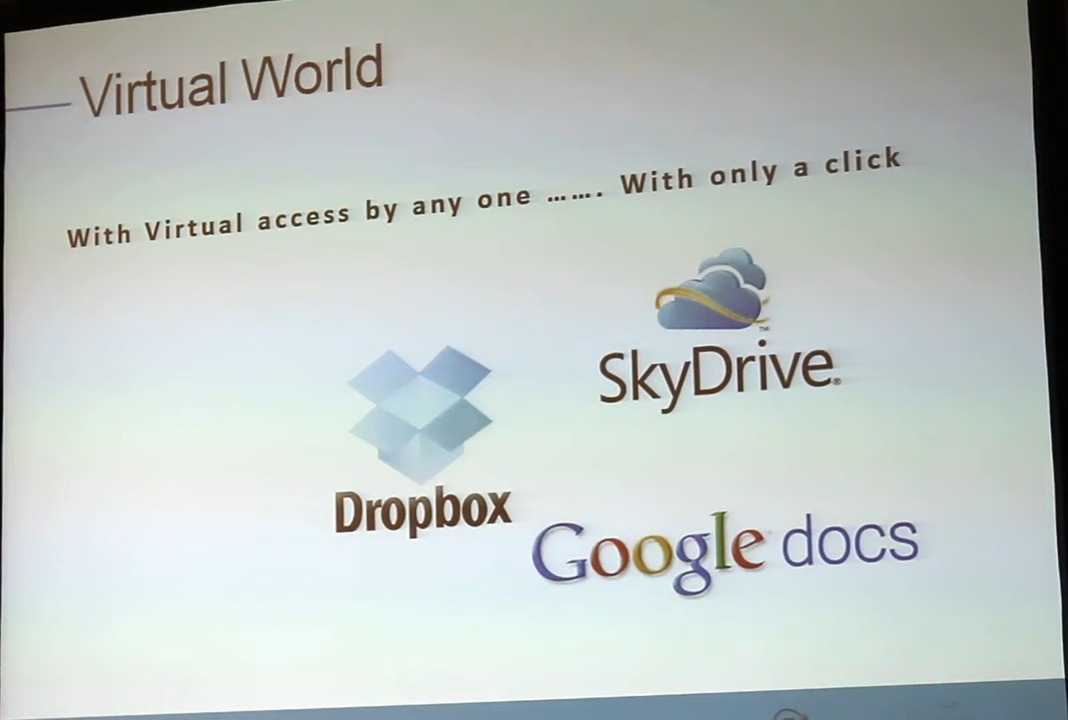 Virtual World
With Virtual access by any one ....... With only a click
SkyDrive®
Dropbox
Google docs